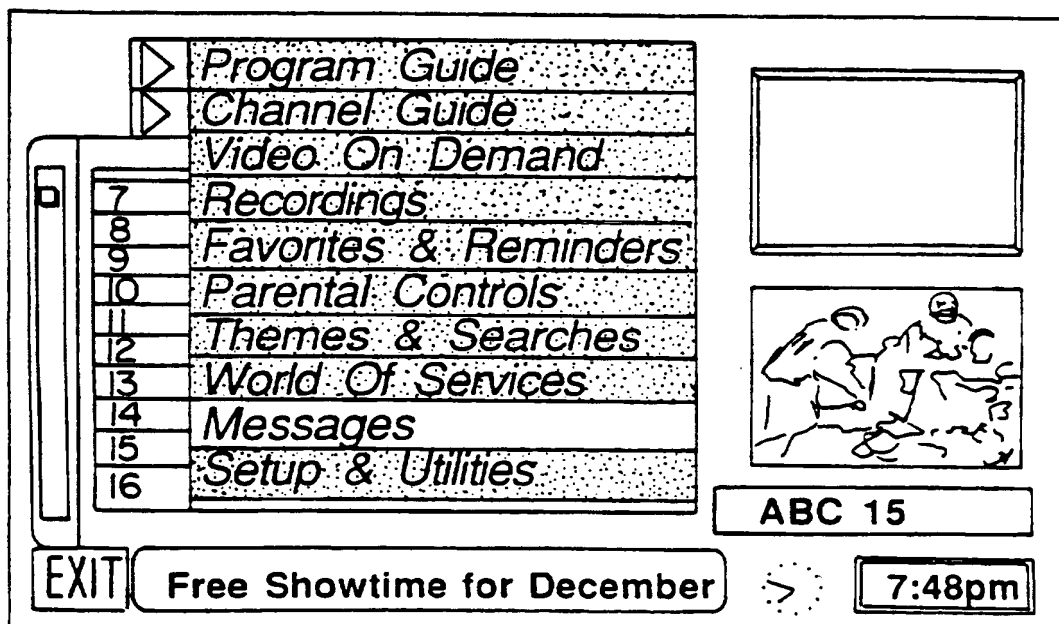 Program Guide
Channel Guide
Video On Demand
7 Recordings
8
9 Favorites & Reminders
10 Parental Controls
11
12 Themes & Searches
13 World Of Services
14 Messages
15
16 Setup & Utilities
ABC 15
EXIT Free Showtime for December 7:48pm